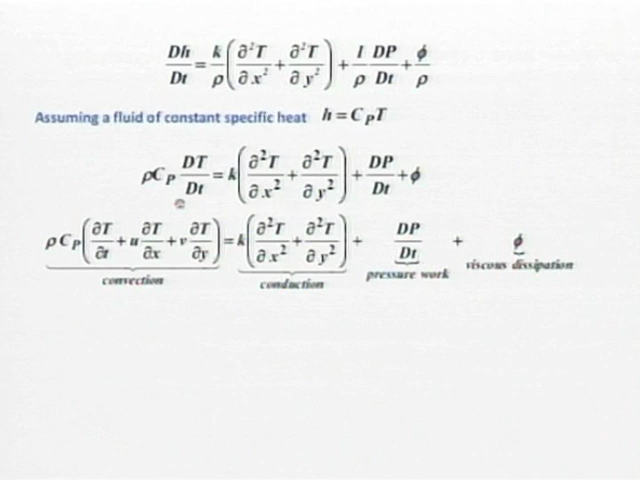 Dh/Dt = k/ρ (∂²T/∂x² + ∂²T/∂y²) + 1/ρ DP/Dt + ϕ/ρ
Assuming a fluid of constant specific heat h = C_P T
ρC_P DT/Dt = k(∂²T/∂x² + ∂²T/∂y²) + DP/Dt + ϕ
ρC_P(∂T/∂t + u ∂T/∂x + v ∂T/∂y) = k(∂²T/∂x² + ∂²T/∂y²) + DP/Dt + ϕ
convection conduction pressure work viscous dissipation